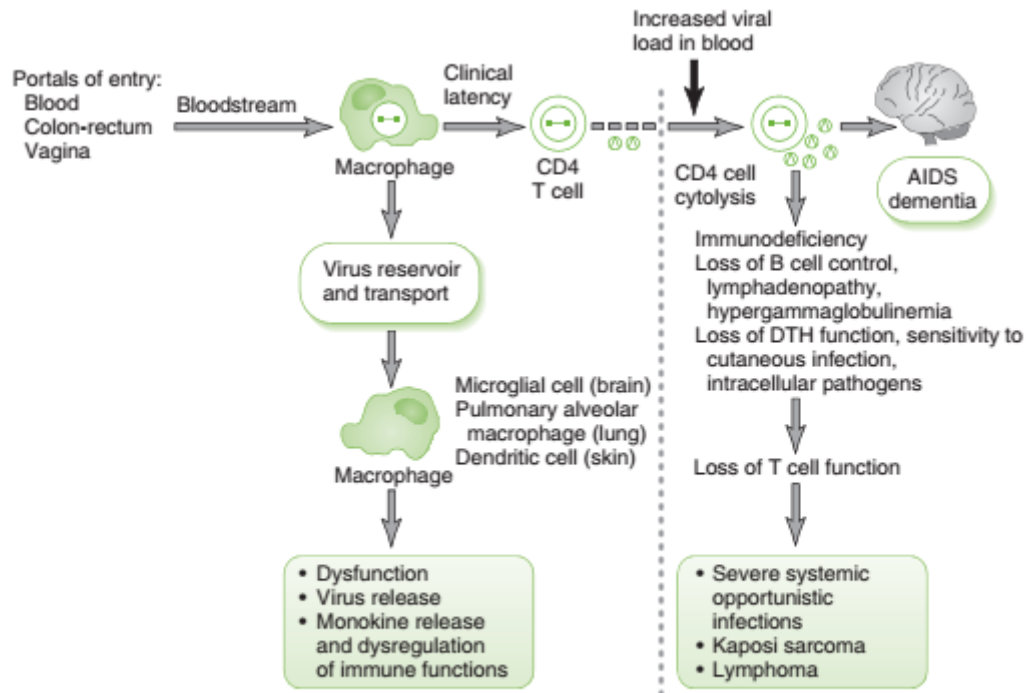 Portals of entry:
Blood
Colon-rectum
Vagina
Bloodstream
Macrophage
Clinical
latency
CD4
T cell
Increased viral
load in blood
CD4 cell
cytolysis
AIDS
dementia
Virus reservoir
and transport
Microglial cell (brain)
Pulmonary alveolar
macrophage (lung)
Dendritic cell (skin)
Macrophage
• Dysfunction
• Virus release
• Monokine release
and dysregulation
of immune functions
Immunodeficiency
Loss of B cell control,
lymphadenopathy,
hypergammaglobulinemia
Loss of DTH function, sensitivity to
cutaneous infection,
intracellular pathogens
Loss of T cell function
• Severe systemic
opportunistic
infections
• Kaposi sarcoma
• Lymphoma